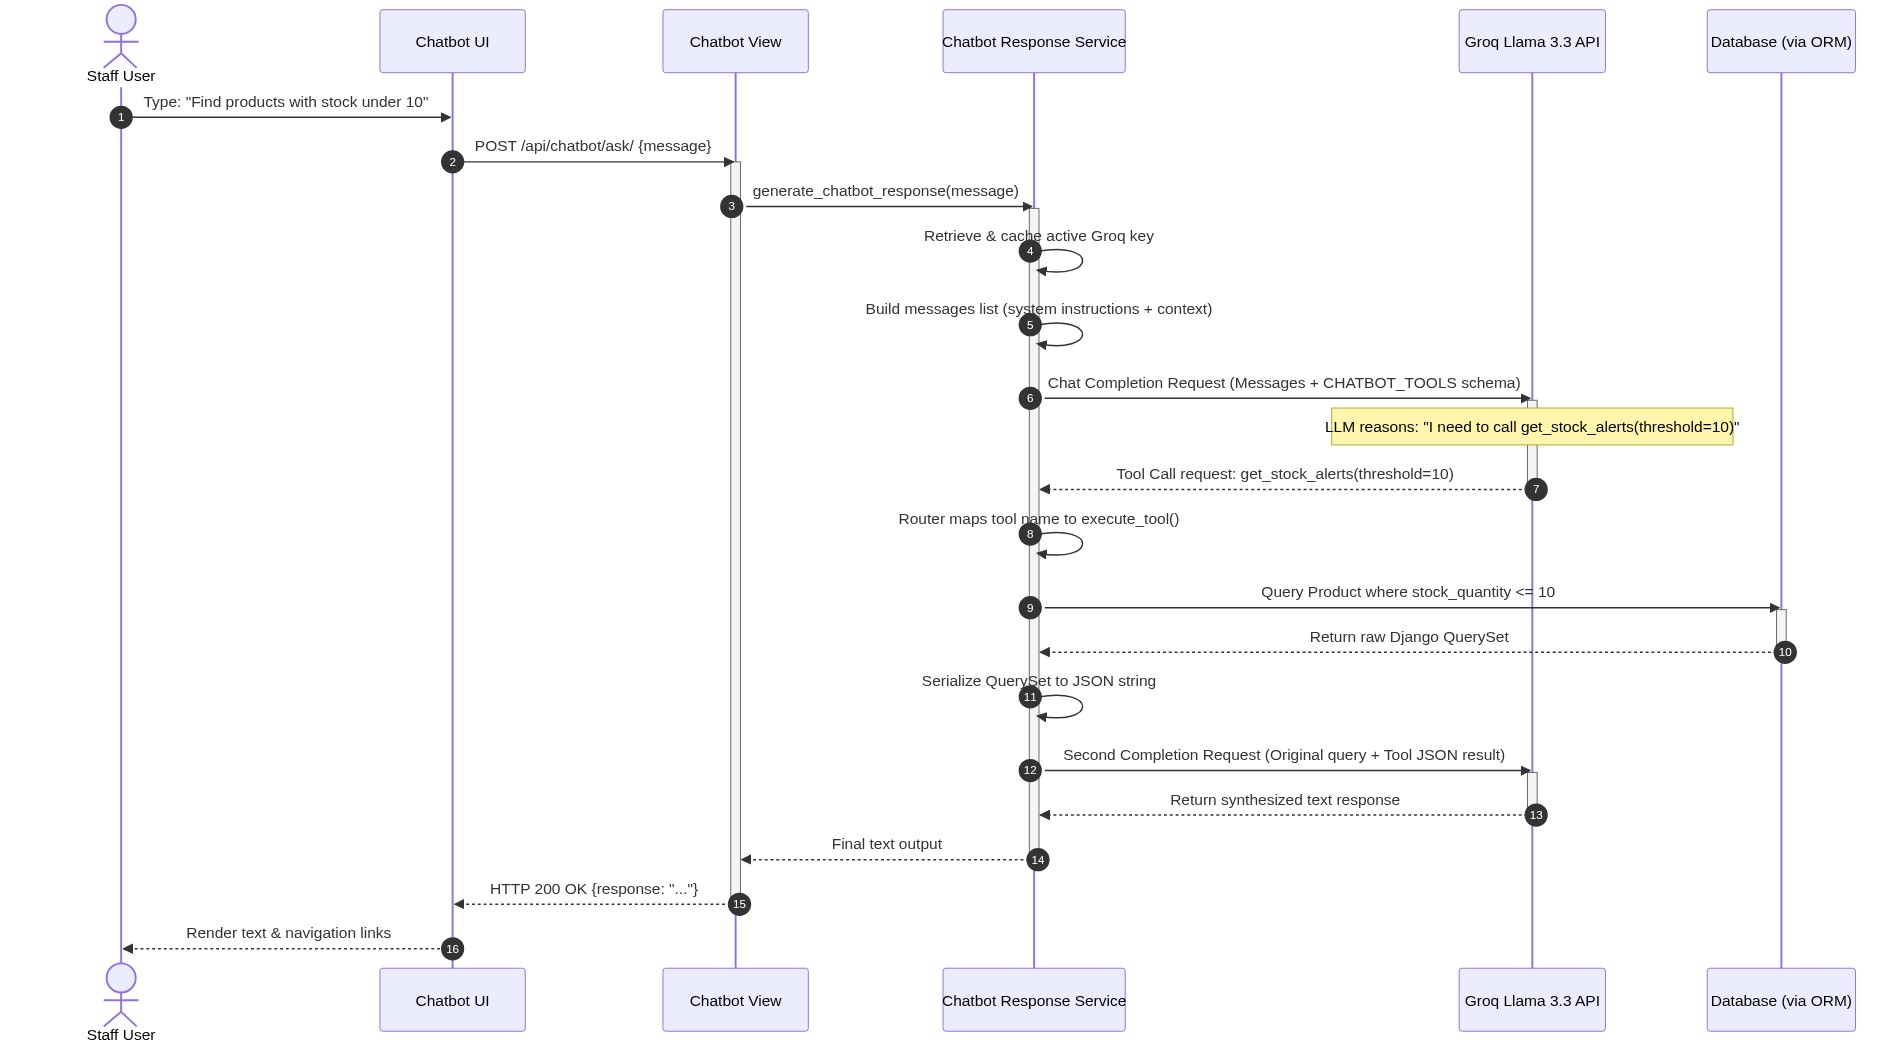 Staff User
Chatbot UI
Chatbot View
Chatbot Response Service
Groq Llama 3.3 API
Database (via ORM)
1
Type: "Find products with stock under 10"
2
POST /api/chatbot/ask/ {message}
3
generate_chatbot_response(message)
4
Retrieve & cache active Groq key
5
Build messages list (system instructions + context)
6
Chat Completion Request (Messages + CHATBOT_TOOLS schema)
LLM reasons: "I need to call get_stock_alerts(threshold=10)"
Tool Call request: get_stock_alerts(threshold=10)
7
Router maps tool name to execute_tool()
8
Query Product where stock_quantity <= 10
9
Return raw Django QuerySet
10
Serialize QuerySet to JSON string
11
Second Completion Request (Original query + Tool JSON result)
12
Return synthesized text response
13
Final text output
14
HTTP 200 OK {response: "..."}
15
Render text & navigation links
16
Staff User
Chatbot UI
Chatbot View
Chatbot Response Service
Groq Llama 3.3 API
Database (via ORM)